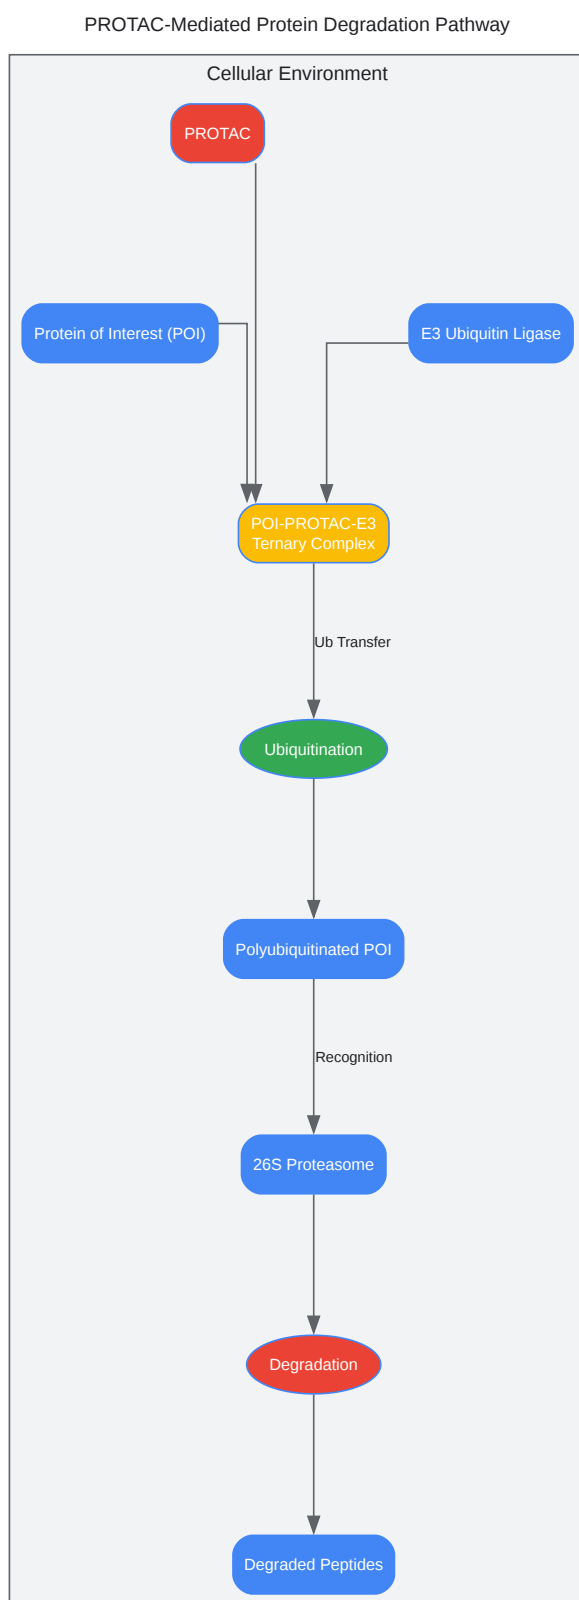 PROTAC-Mediated Protein Degradation Pathway
Cellular Environment
PROTAC
Protein of Interest (POI)
E3 Ubiquitin Ligase
POI-PROTAC-E3
Ternary Complex
Ub Transfer
Ubiquitination
Polyubiquitinated POI
Recognition
26S Proteasome
Degradation
Degraded Peptides